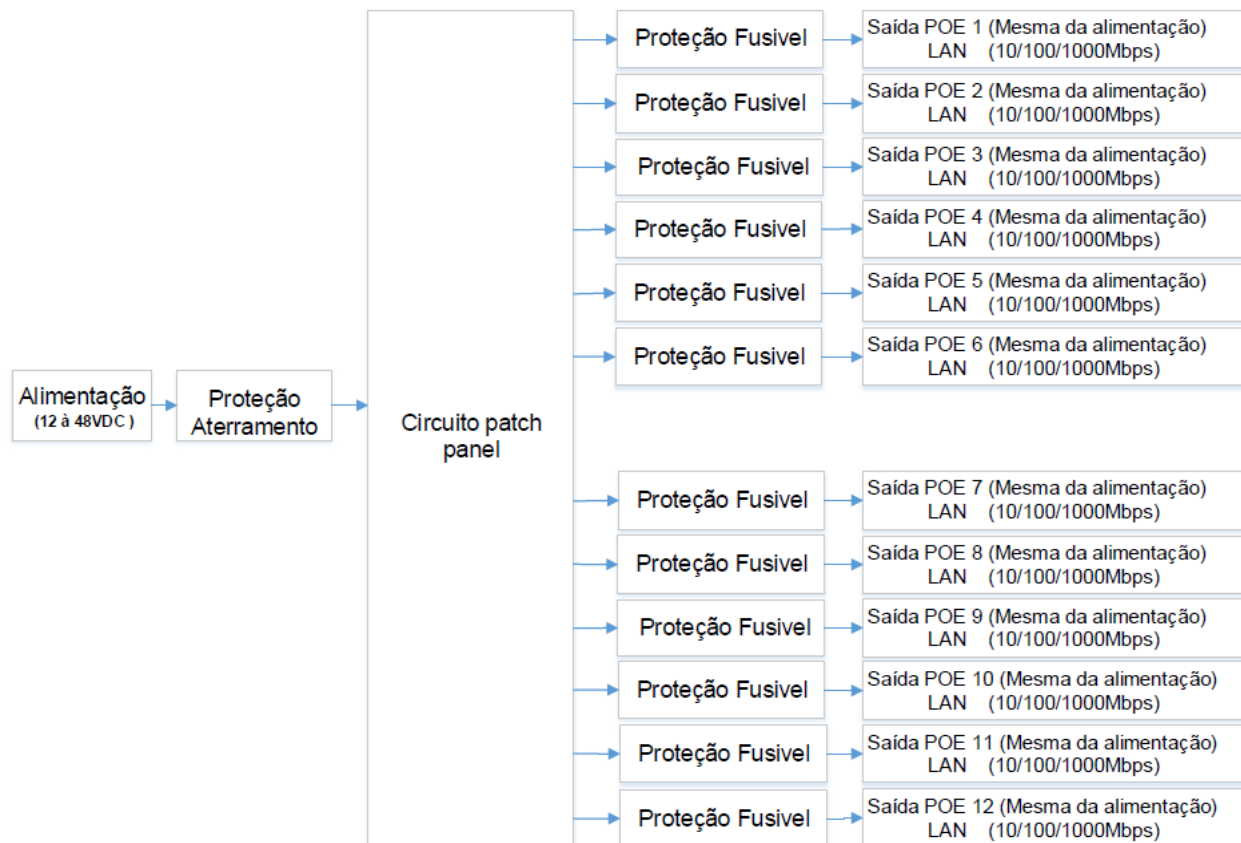 Proteção Fusivel
Saída POE 1 (Mesma da alimentação)
LAN (10/100/1000Mbps)
Proteção Fusivel
Saída POE 2 (Mesma da alimentação)
LAN (10/100/1000Mbps)
Proteção Fusivel
Saída POE 3 (Mesma da alimentação)
LAN (10/100/1000Mbps)
Proteção Fusivel
Saída POE 4 (Mesma da alimentação)
LAN (10/100/1000Mbps)
Proteção Fusivel
Saída POE 5 (Mesma da alimentação)
LAN (10/100/1000Mbps)
Proteção Fusivel
Saída POE 6 (Mesma da alimentação)
LAN (10/100/1000Mbps)
Alimentação
(12 à 48VDC )
Proteção
Aterramento
Circuito patch
panel
Proteção Fusivel
Saída POE 7 (Mesma da alimentação)
LAN (10/100/1000Mbps)
Proteção Fusivel
Saída POE 8 (Mesma da alimentação)
LAN (10/100/1000Mbps)
Proteção Fusivel
Saída POE 9 (Mesma da alimentação)
LAN (10/100/1000Mbps)
Proteção Fusivel
Saída POE 10 (Mesma da alimentação)
LAN (10/100/1000Mbps)
Proteção Fusivel
Saída POE 11 (Mesma da alimentação)
LAN (10/100/1000Mbps)
Proteção Fusivel
Saída POE 12 (Mesma da alimentação)
LAN (10/100/1000Mbps)